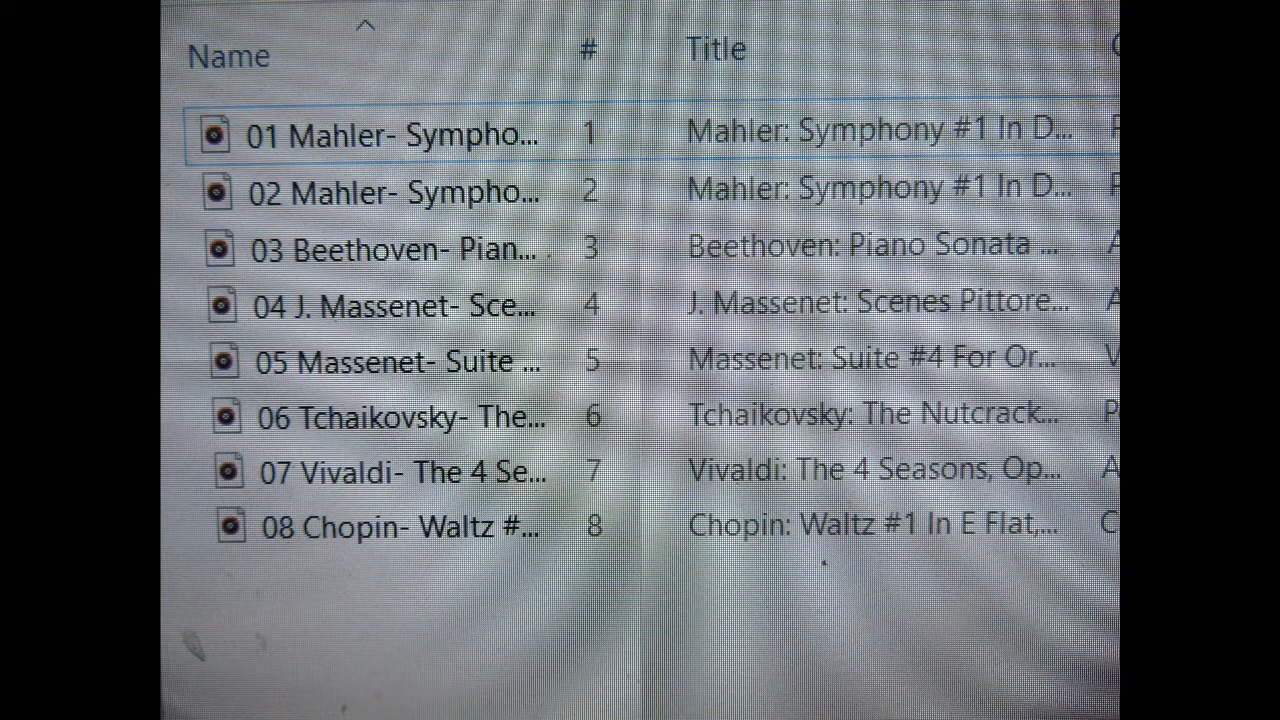 Name # Title
01 Mahler- Sympho... 1 Mahler: Symphony #1 In D...
02 Mahler- Sympho... 2 Mahler: Symphony #1 In D...
03 Beethoven- Pian... 3 Beethoven: Piano Sonata ...
04 J. Massenet- Sce... 4 J. Massenet: Scenes Pittore...
05 Massenet- Suite ... 5 Massenet: Suite #4 For Or...
06 Tchaikovsky- The... 6 Tchaikovsky: The Nutcrack...
07 Vivaldi- The 4 Se... 7 Vivaldi: The 4 Seasons, Op...
08 Chopin- Waltz #... 8 Chopin: Waltz #1 In E Flat,...